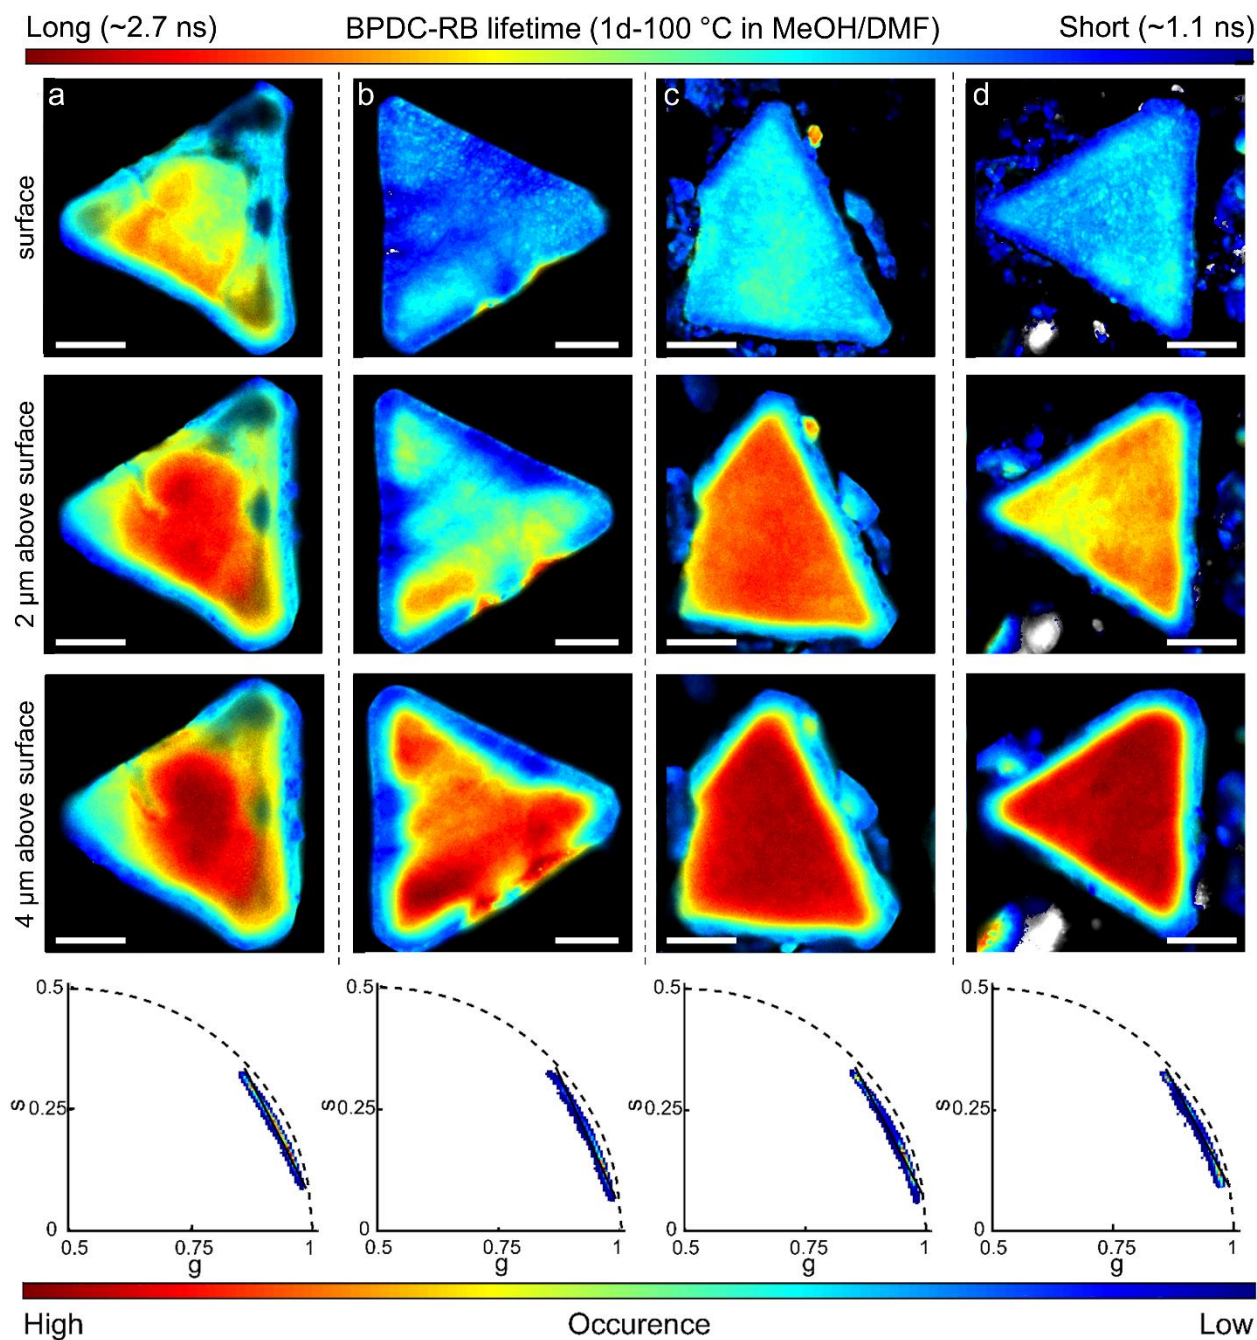 Long (~2.7 ns) BPDC-RB lifetime (1d-100 °C in MeOH/DMF) Short (~1.1 ns)
a b c d
surface
2 µm above surface
4 µm above surface
0.5 0.5 0.5 0.5
s 0.25 s 0.25 s 0.25 s 0.25
0 0 0 0
0.5 0.75 1 0.5 0.75 1 0.5 0.75 1 0.5 0.75 1
g g g g
High Occurence Low